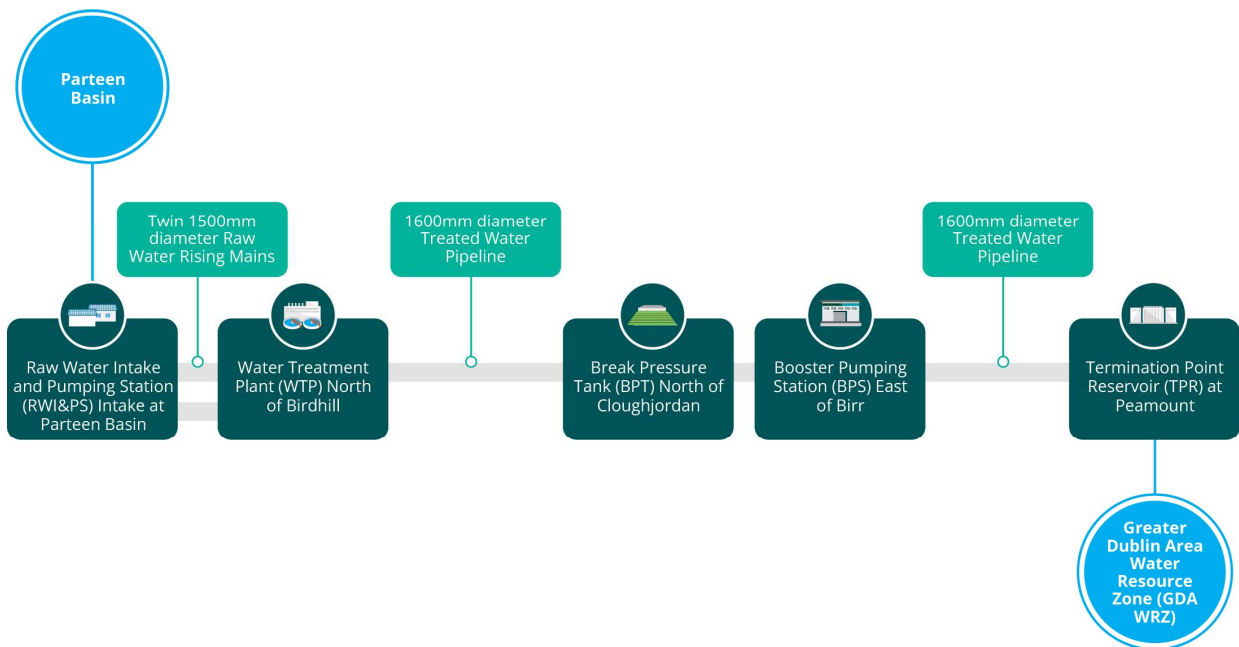 Parteen
Basin
Twin 1500mm
diameter Raw
Water Rising Mains
1600mm diameter
Treated Water
Pipeline
1600mm diameter
Treated Water
Pipeline
Raw Water Intake
and Pumping Station
(RWI&PS) Intake at
Parteen Basin
Water Treatment
Plant (WTP) North
of Birdhill
Break Pressure
Tank (BPT) North of
Cloughjordan
Booster Pumping
Station (BPS) East
of Birr
Termination Point
Reservoir (TPR) at
Peamount
Greater
Dublin Area
Water
Resource
Zone (GDA
WRZ)